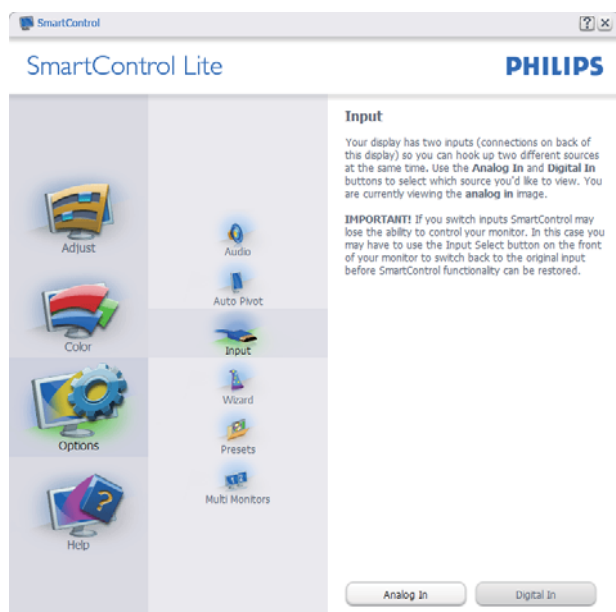 SmartControl
? ×
SmartControl Lite
PHILIPS
Adjust
Color
Options
Help
Audio
Auto Pivot
Input
Wizard
Presets
Multi Monitors
Input
Your display has two inputs (connections on back of
this display) so you can hook up two different sources
at the same time. Use the Analog In and Digital In
buttons to select which source you'd like to view. You
are currently viewing the analog in image.
IMPORTANT! If you switch inputs SmartControl may
lose the ability to control your monitor. In this case you
may have to use the Input Select button on the front
of your monitor to switch back to the original input
before SmartControl functionality can be restored.
Analog In
Digital In